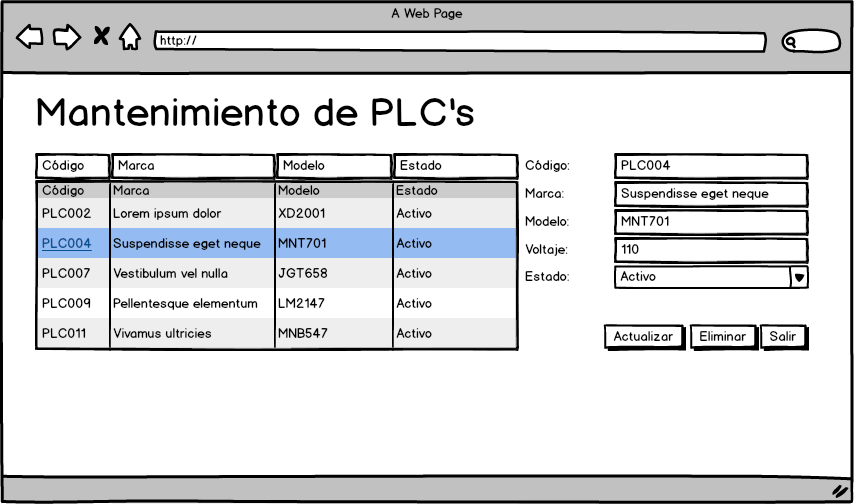 A Web Page
http://
Mantenimiento de PLC's
Código Marca Modelo Estado
Código Marca Modelo Estado
PLC002 Lorem ipsum dolor XD2001 Activo
PLC004 Suspendisse eget neque MNT701 Activo
PLC007 Vestibulum vel nulla JGT658 Activo
PLC009 Pellentesque elementum LM2147 Activo
PLC011 Vivamus ultricies MNB547 Activo
Código: PLC004
Marca: Suspendisse eget neque
Modelo: MNT701
Voltaje: 110
Estado: Activo
Actualizar Eliminar Salir